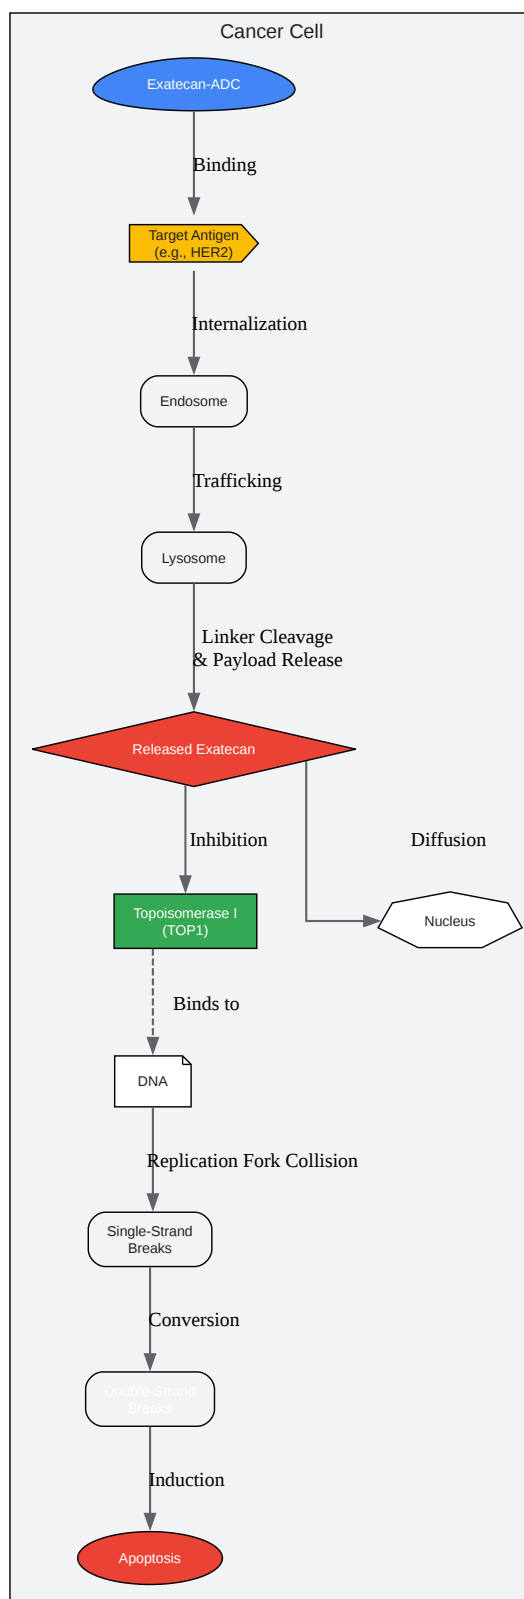 Cancer Cell
Exatecan-ADC
Binding
Target Antigen
(e.g., HER2)
Internalization
Endosome
Trafficking
Lysosome
Linker Cleavage
& Payload Release
Released Exatecan
Inhibition
Diffusion
Topoisomerase I
(TOP1)
Nucleus
Binds to
DNA
Replication Fork Collision
Single-Strand
Breaks
Conversion
Double-Strand
Breaks
Induction
Apoptosis